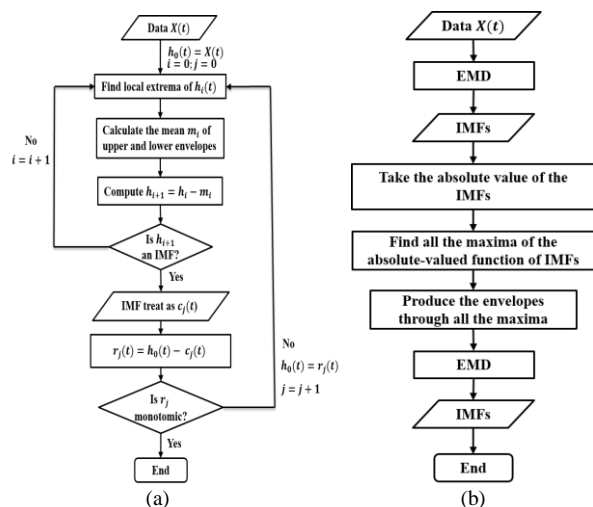 Data X(t)
h₀(t) = X(t)
i = 0; j = 0
Find local extrema of hᵢ(t)
No
i = i + 1
Calculate the mean mᵢ of
upper and lower envelopes
Compute hᵢ₊₁ = hᵢ − mᵢ
Is hᵢ₊₁
an IMF?
Yes
IMF treat as cⱼ(t)
rⱼ(t) = h₀(t) − cⱼ(t)
No
h₀(t) = rⱼ(t)
j = j + 1
Is rⱼ
monotomic?
Yes
End
(a)
Data X(t)
EMD
IMFs
Take the absolute value of the
IMFs
Find all the maxima of the
absolute-valued function of IMFs
Produce the envelopes
through all the maxima
EMD
IMFs
End
(b)